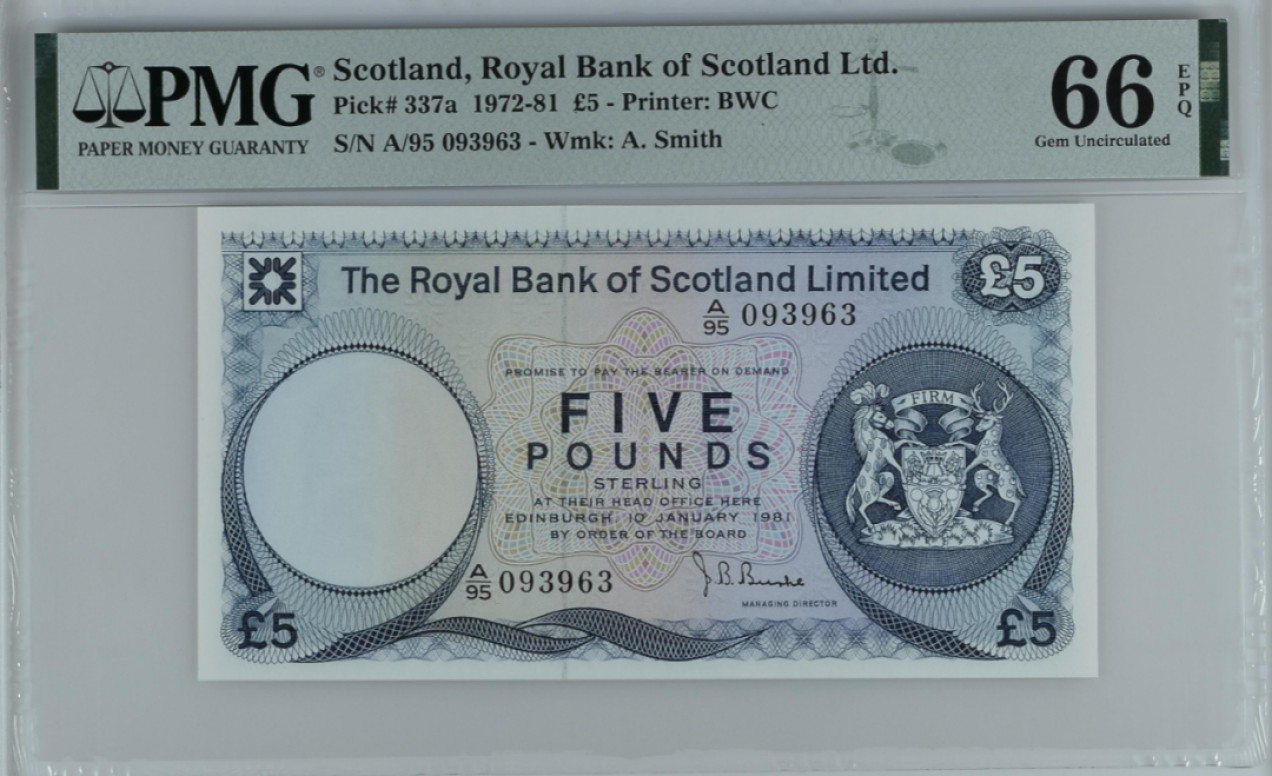 PMG®
PAPER MONEY GUARANTY
Scotland, Royal Bank of Scotland Ltd.
Pick# 337a 1972-81 £5 - Printer: BWC
S/N A/95 093963 - Wmk: A. Smith
66
EPQ
Gem Uncirculated
The Royal Bank of Scotland Limited
£5
A/95 093963
PROMISE TO PAY THE BEARER ON DEMAND
FIVE
POUNDS
STERLING
AT THEIR HEAD OFFICE HERE
EDINBURGH, 10 JANUARY 1981
BY ORDER OF THE BOARD
FIRM
A/95 093963
J. B. Burke
MANAGING DIRECTOR
£5
£5